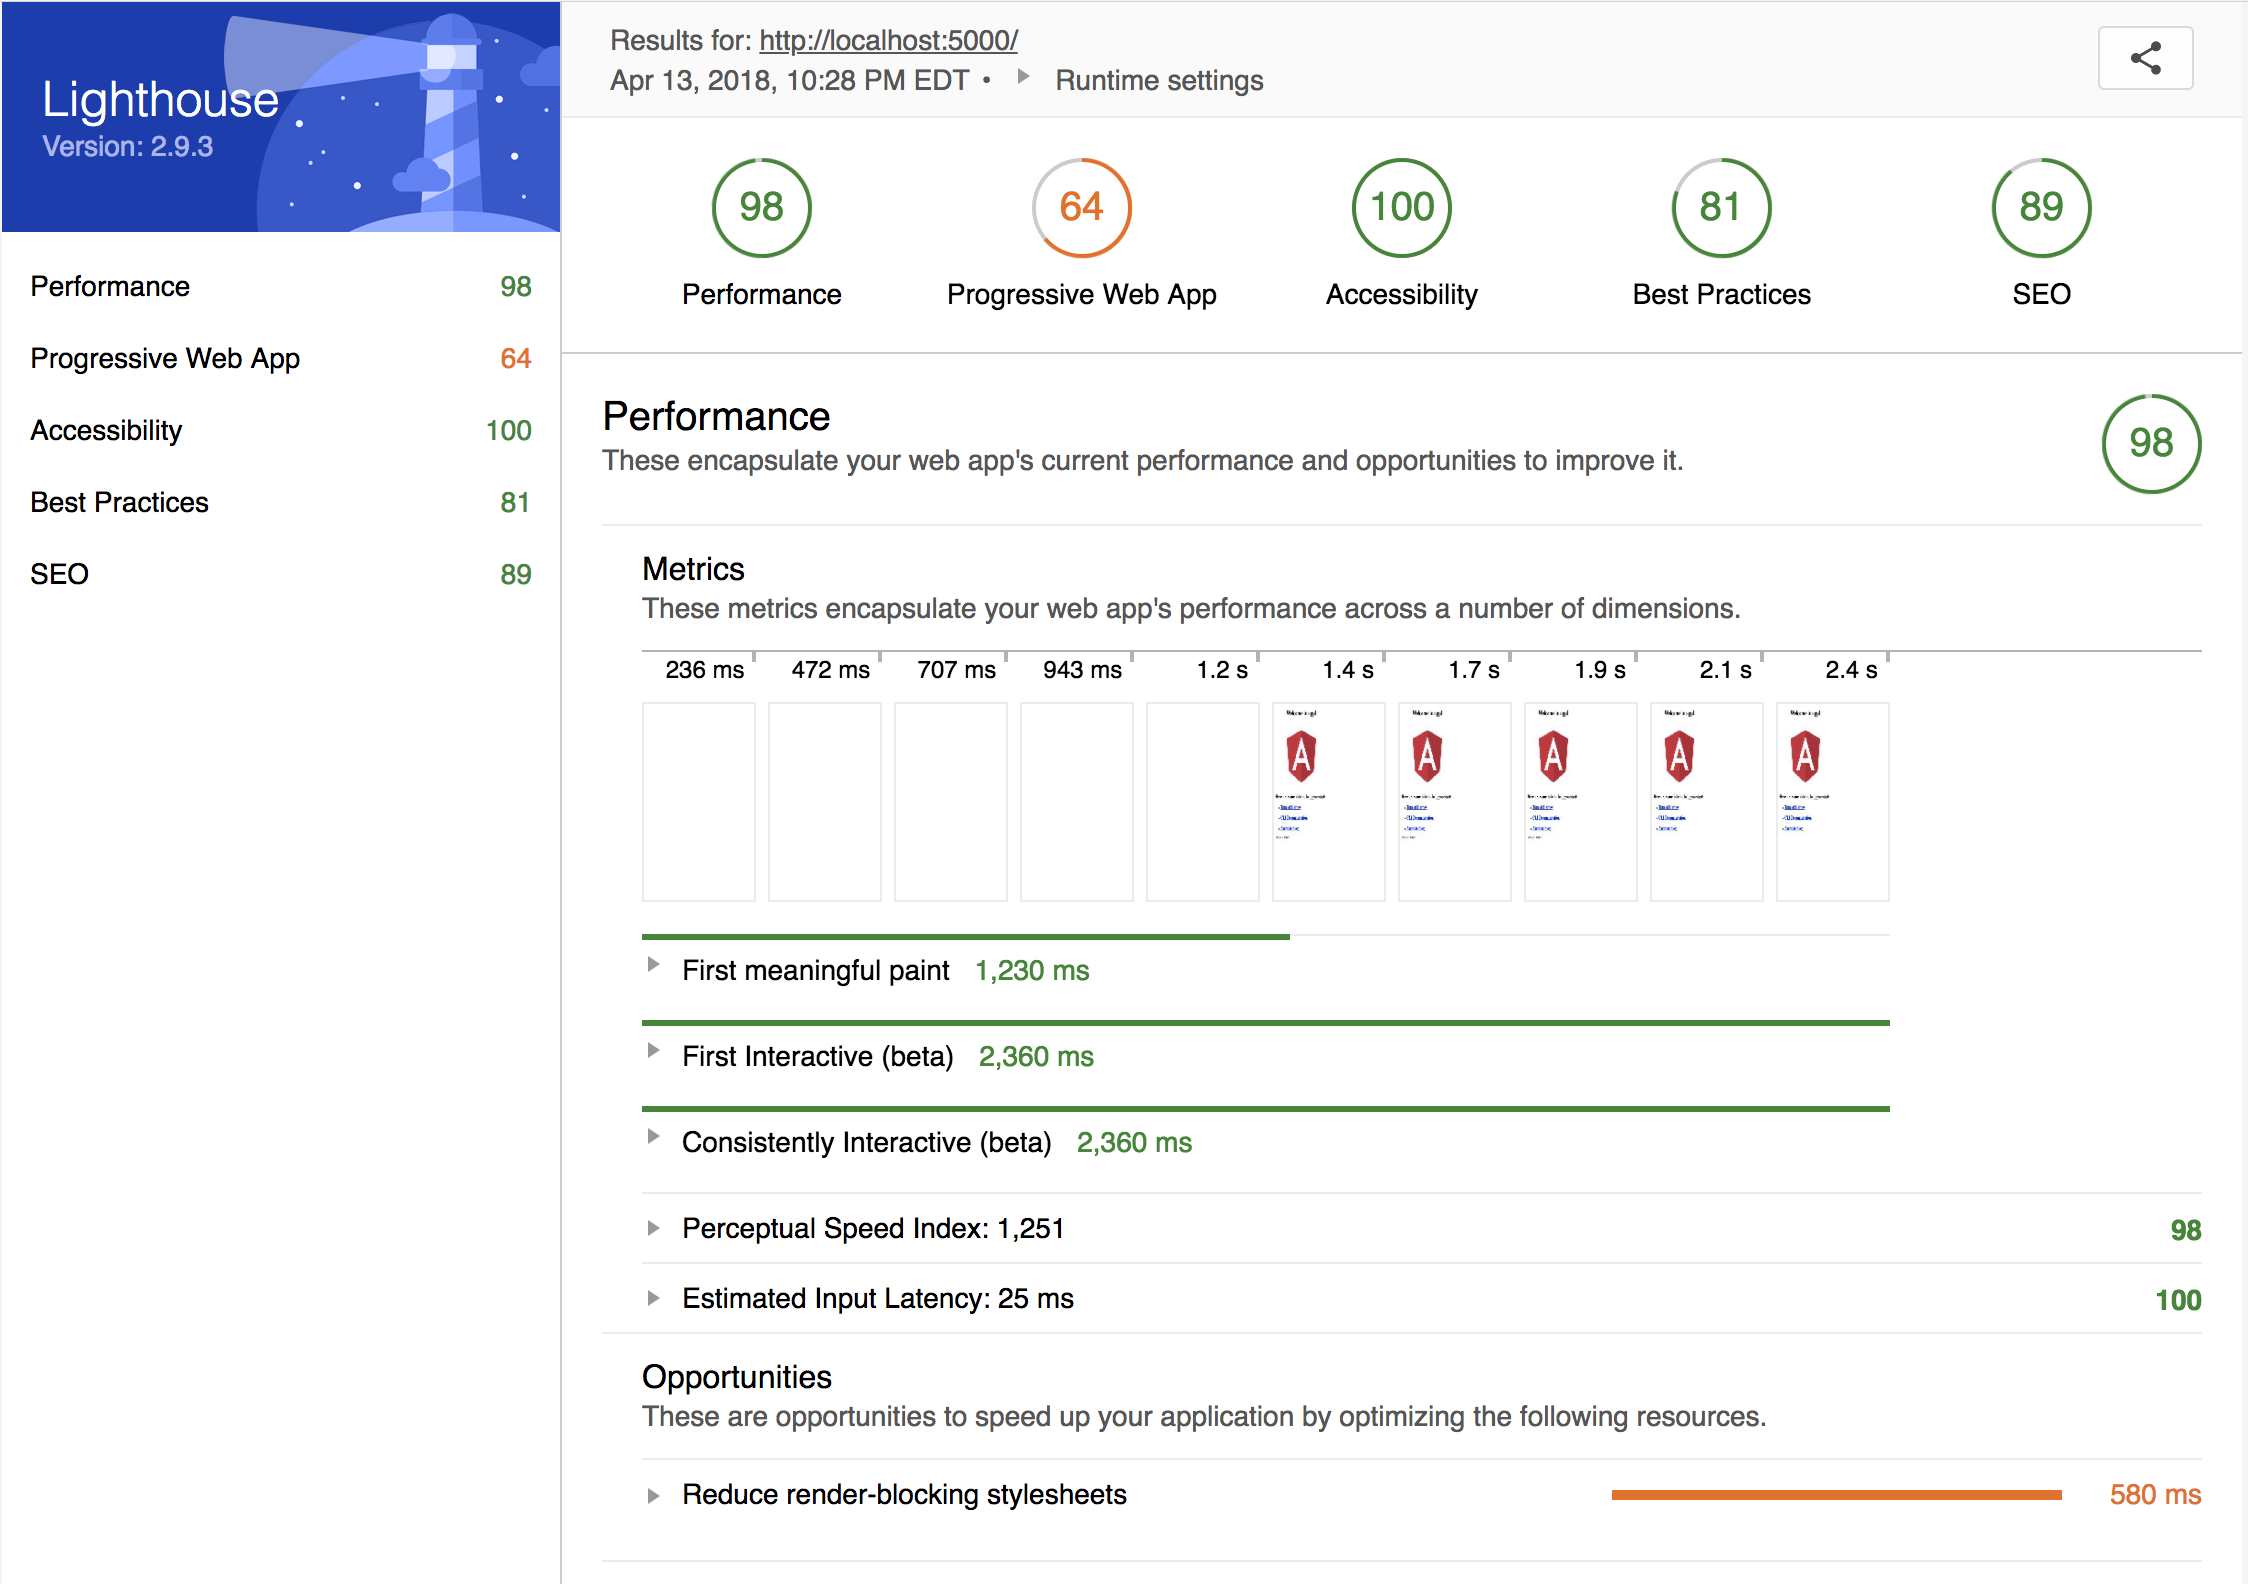 Lighthouse
Version: 2.9.3
Performance 98
Progressive Web App 64
Accessibility 100
Best Practices 81
SEO 89
Results for: http://localhost:5000/
Apr 13, 2018, 10:28 PM EDT • Runtime settings
98 64 100 81 89
Performance Progressive Web App Accessibility Best Practices SEO
Performance
These encapsulate your web app's current performance and opportunities to improve it.
98
Metrics
These metrics encapsulate your web app's performance across a number of dimensions.
236 ms 472 ms 707 ms 943 ms 1.2 s 1.4 s 1.7 s 1.9 s 2.1 s 2.4 s
A A A A A
First meaningful paint 1,230 ms
First Interactive (beta) 2,360 ms
Consistently Interactive (beta) 2,360 ms
Perceptual Speed Index: 1,251 98
Estimated Input Latency: 25 ms 100
Opportunities
These are opportunities to speed up your application by optimizing the following resources.
Reduce render-blocking stylesheets 580 ms